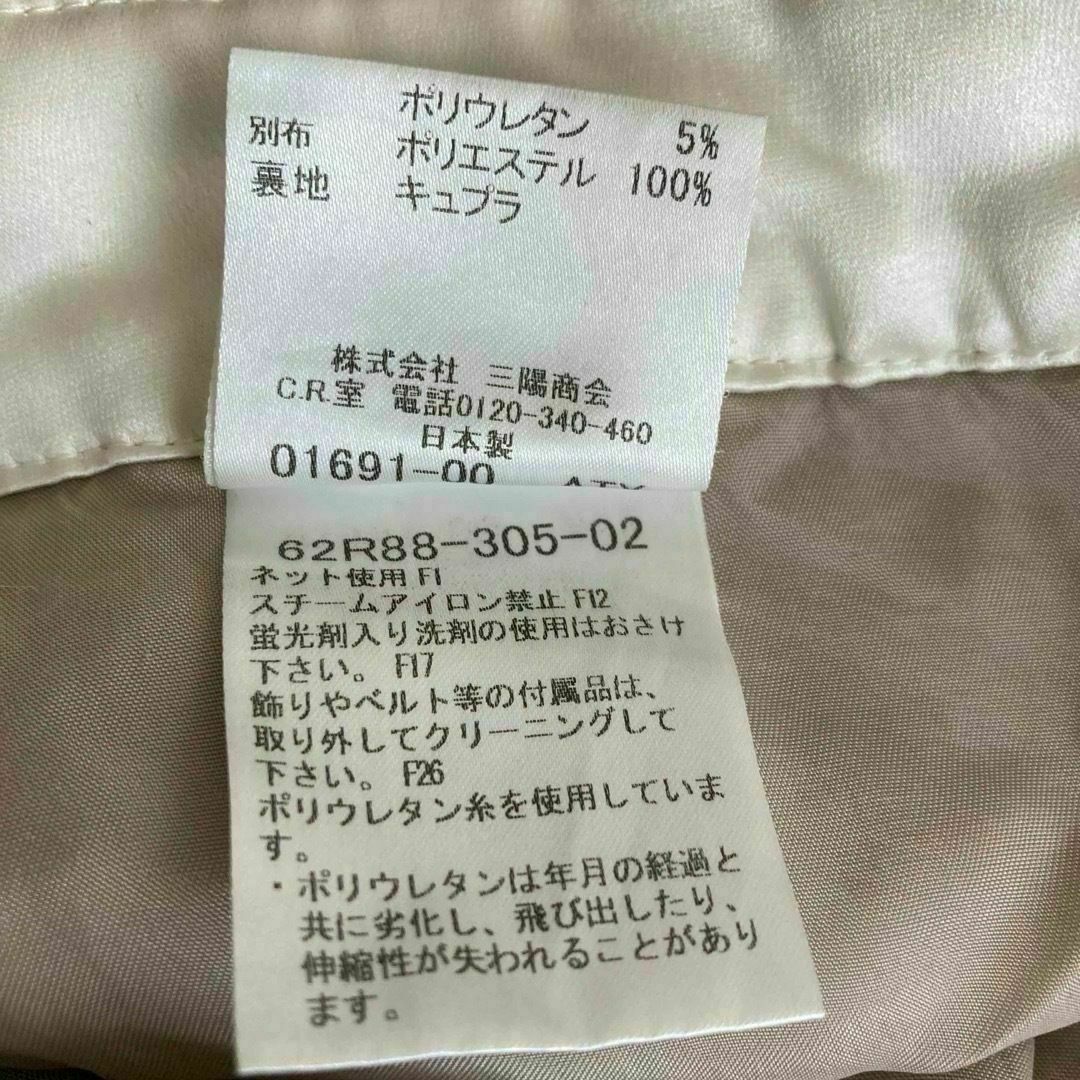 ポリウレタン 5%
別布 ポリエステル 100%
裏地 キュプラ
株式会社 三陽商会
C.R.室 電話0120-340-460
日本製
01691-00
62R88-305-02
ネット使用 F1
スチームアイロン禁止 F12
蛍光剤入り洗剤の使用はおさけ
下さい。 F17
飾りやベルト等の付属品は、
取り外してクリーニングして
下さい。 F26
ポリウレタン糸を使用していま
す。
・ポリウレタンは年月の経過と
共に劣化し、飛び出したり、
伸縮性が失われることがあり
ます。